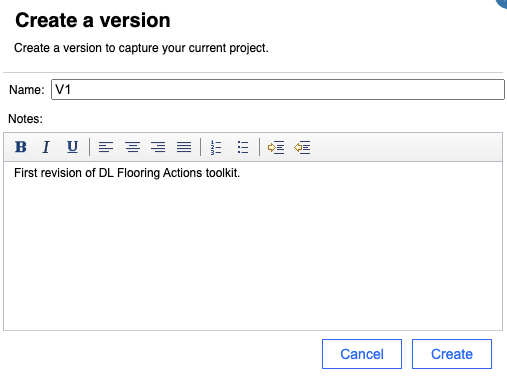 Create a version
Create a version to capture your current project.
Name: V1
Notes:
B I U
First revision of DL Flooring Actions toolkit.
Cancel Create